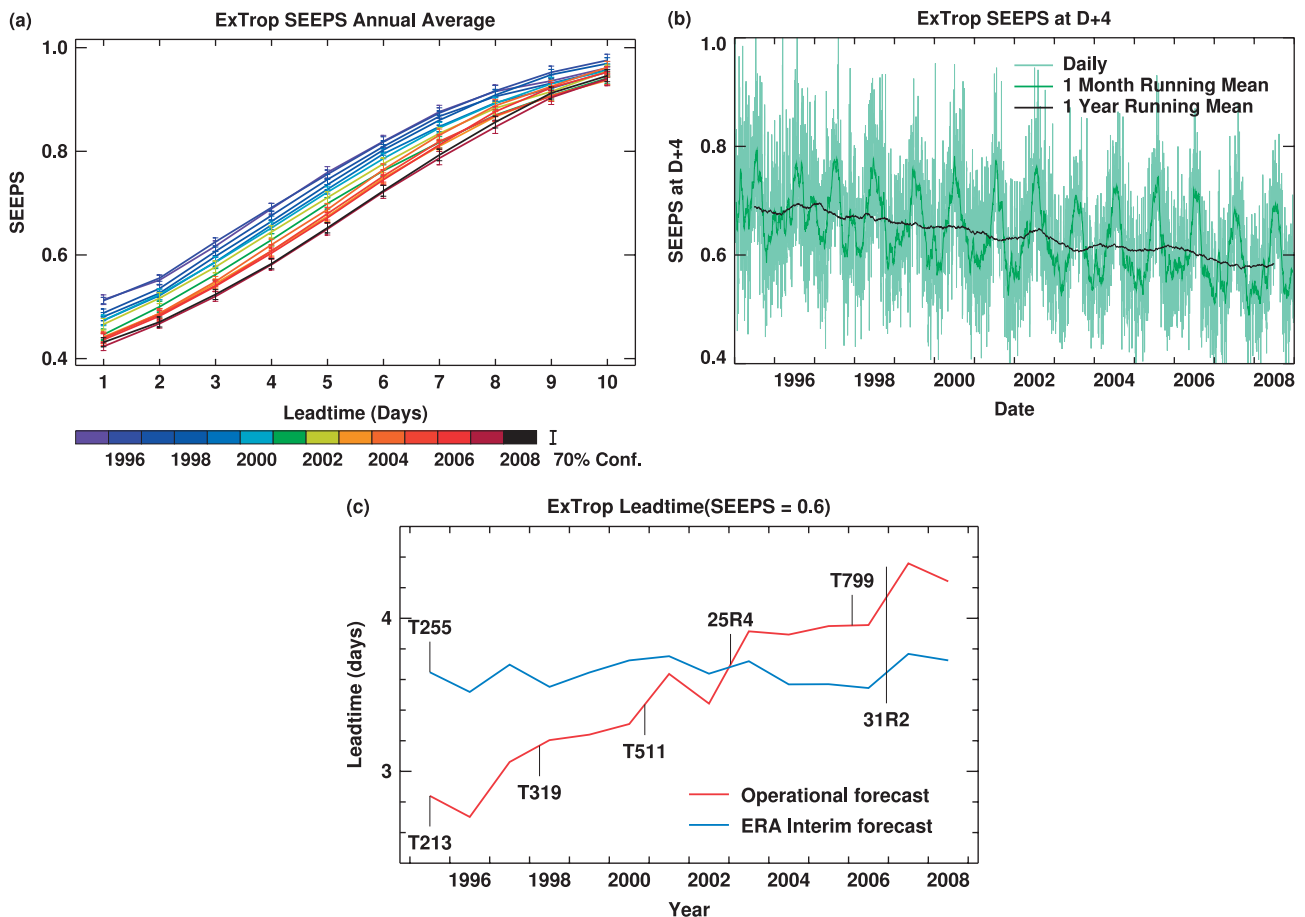 (a)
ExTrop SEEPS Annual Average
1.0
0.8
0.6
0.4
SEEPS
1 2 3 4 5 6 7 8 9 10
Leadtime (Days)
1996 1998 2000 2002 2004 2006 2008 70% Conf.
(b)
ExTrop SEEPS at D+4
1.0
0.8
0.6
0.4
SEEPS at D+4
Daily
1 Month Running Mean
1 Year Running Mean
1996 1998 2000 2002 2004 2006 2008
Date
(c)
ExTrop Leadtime(SEEPS = 0.6)
4
3
Leadtime (days)
T255
T213
T319
T511
25R4
T799
31R2
Operational forecast
ERA Interim forecast
1996 1998 2000 2002 2004 2006 2008
Year